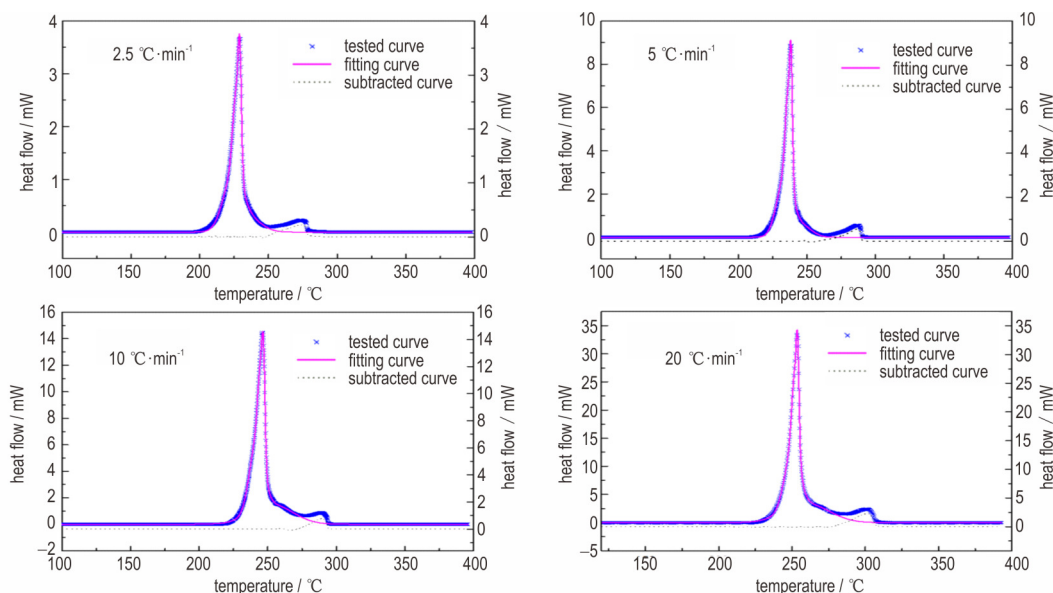 2.5 ℃·min⁻¹
tested curve
fitting curve
subtracted curve
heat flow / mW
4
3
2
1
0
4
3
2
1
0
heat flow / mW
100 150 200 250 300 350 400
temperature / ℃
5 ℃·min⁻¹
tested curve
fitting curve
subtracted curve
heat flow / mW
10
8
6
4
2
0
10
8
6
4
2
0
heat flow / mW
100 150 200 250 300 350 400
temperature / ℃
10 ℃·min⁻¹
tested curve
fitting curve
subtracted curve
heat flow / mW
16
14
12
10
8
6
4
2
0
−2
16
14
12
10
8
6
4
2
0
heat flow / mW
100 150 200 250 300 350 400
temperature / ℃
20 ℃·min⁻¹
tested curve
fitting curve
subtracted curve
heat flow / mW
35
30
25
20
15
10
5
0
−5
35
30
25
20
15
10
5
0
heat flow / mW
100 150 200 250 300 350 400
temperature / ℃